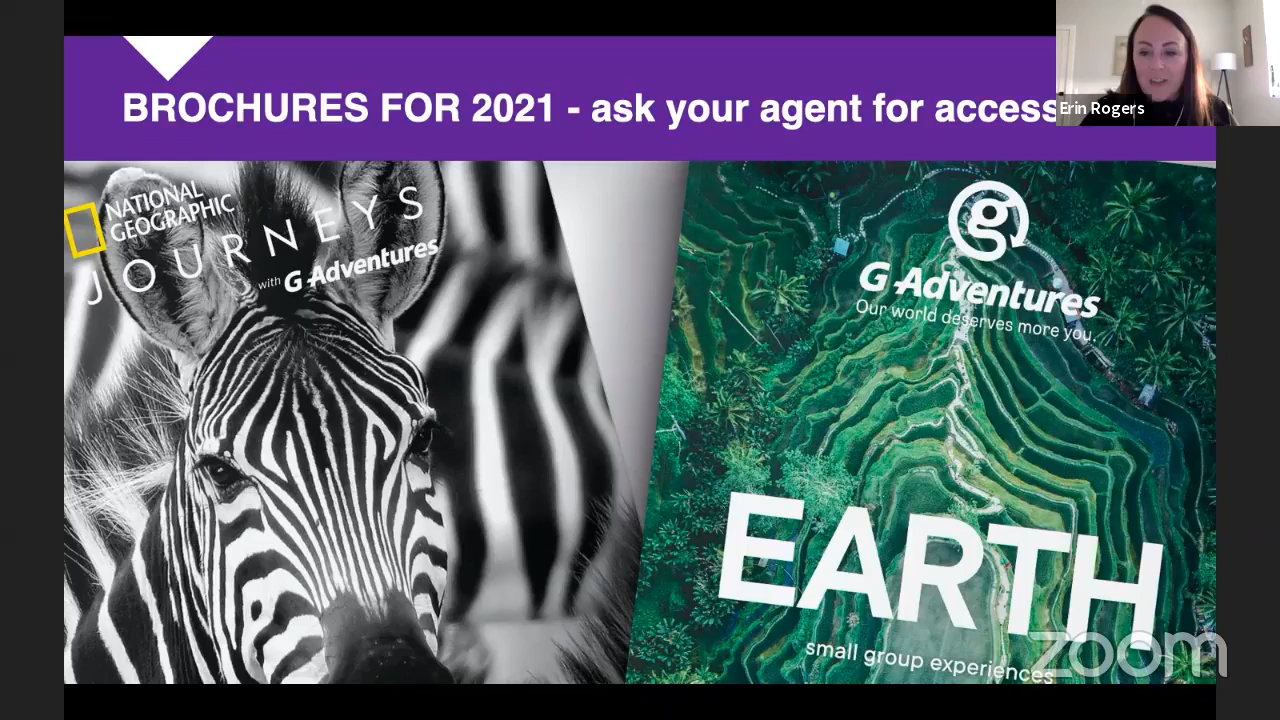 BROCHURES FOR 2021 - ask your agent for access
Erin Rogers
NATIONAL
GEOGRAPHIC
JOURNEYS
with G Adventures
g
G Adventures
Our world deserves more you.
EARTH
small group experiences
zoom